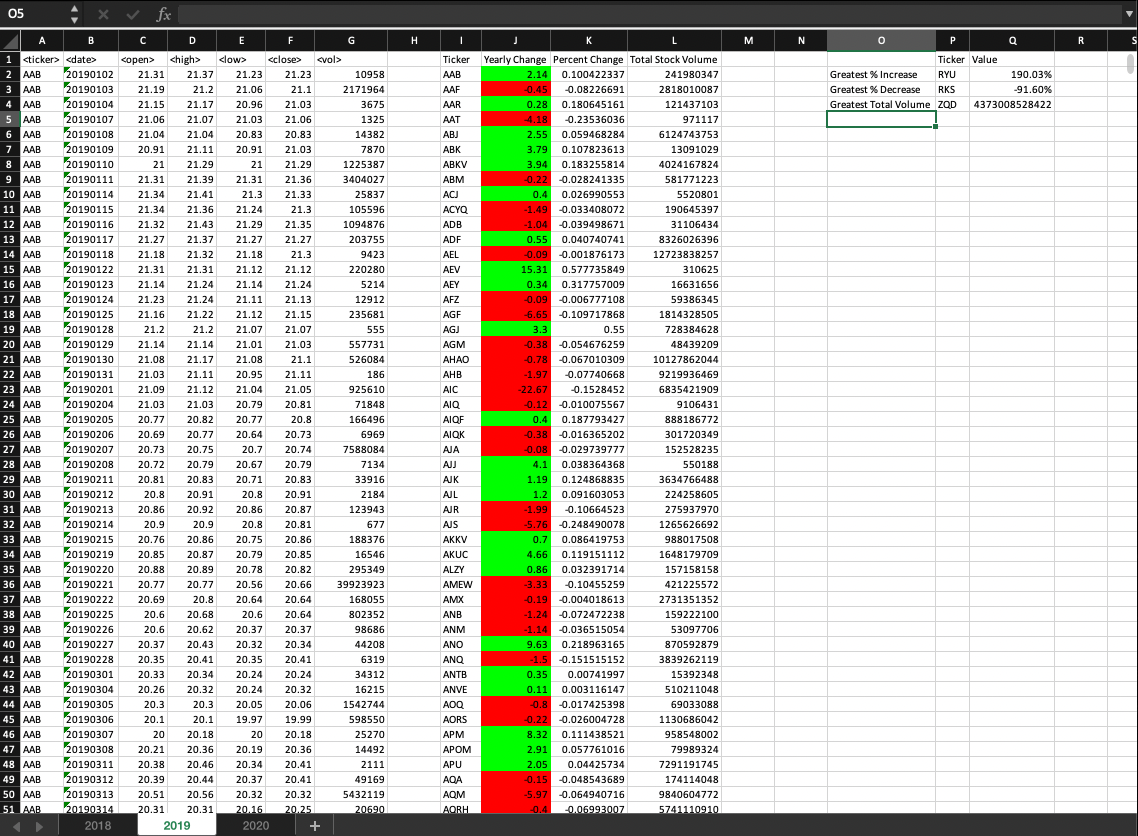 O5 fx
A B C D E F G H I J K L M N O P Q R S
1 <ticker> <date> <open> <high> <low> <close> <vol> Ticker Yearly Change Percent Change Total Stock Volume Ticker Value
2 AAB 20190102 21.31 21.37 21.23 21.23 10958 AAB 2.14 0.100422337 241980347 Greatest % Increase RYU 190.03%
3 AAB 20190103 21.19 21.2 21.06 21.1 2171964 AAF -0.45 -0.08226691 2818010087 Greatest % Decrease RKS -91.60%
4 AAB 20190104 21.15 21.17 20.96 21.03 3675 AAR 0.28 0.180645161 121437103 Greatest Total Volume ZQD 4373008528422
5 AAB 20190107 21.06 21.07 21.03 21.06 1325 AAT -4.18 -0.23536036 971117
6 AAB 20190108 21.04 21.04 20.83 20.83 14382 ABJ 2.55 0.059468284 6124743753
7 AAB 20190109 20.91 21.11 20.91 21.03 7870 ABK 3.79 0.107823613 13091029
8 AAB 20190110 21 21.29 21 21.29 1225387 ABKV 3.94 0.183255814 4024167824
9 AAB 20190111 21.31 21.39 21.31 21.36 3404027 ABM -0.22 -0.028241335 581771223
10 AAB 20190114 21.34 21.41 21.3 21.33 25837 ACJ 0.4 0.026990553 5520801
11 AAB 20190115 21.34 21.36 21.24 21.3 105596 ACYQ -1.49 -0.033408072 190645397
12 AAB 20190116 21.32 21.43 21.29 21.35 1094876 ADB -1.04 -0.039498671 31106434
13 AAB 20190117 21.27 21.37 21.27 21.27 203755 ADF 0.55 0.040740741 8326026396
14 AAB 20190118 21.18 21.32 21.18 21.3 9423 AEL -0.09 -0.001876173 12723838257
15 AAB 20190122 21.31 21.31 21.12 21.12 220280 AEV 15.31 0.577735849 310625
16 AAB 20190123 21.14 21.24 21.14 21.24 5214 AEY 0.34 0.317757009 16631656
17 AAB 20190124 21.23 21.24 21.11 21.13 12912 AFZ -0.09 -0.006777108 59386345
18 AAB 20190125 21.16 21.22 21.12 21.15 235681 AGF -6.65 -0.109717868 1814328505
19 AAB 20190128 21.2 21.2 21.07 21.07 555 AGJ 3.3 0.55 728384628
20 AAB 20190129 21.14 21.14 21.01 21.03 557731 AGM -0.38 -0.054676259 48439209
21 AAB 20190130 21.08 21.17 21.08 21.1 526084 AHAO -0.78 -0.067010309 10127862044
22 AAB 20190131 21.03 21.11 20.95 21.11 186 AHB -1.97 -0.07740668 9219936469
23 AAB 20190201 21.09 21.12 21.04 21.05 925610 AIC -22.67 -0.1528452 6835421909
24 AAB 20190204 21.03 21.03 20.79 20.81 71848 AIQ -0.12 -0.010075567 9106431
25 AAB 20190205 20.77 20.82 20.77 20.8 166496 AIQF 0.4 0.187793427 888186772
26 AAB 20190206 20.69 20.77 20.64 20.73 6969 AIQK -0.38 -0.016365202 301720349
27 AAB 20190207 20.73 20.75 20.7 20.74 7588084 AJA -0.08 -0.029739777 152528235
28 AAB 20190208 20.72 20.79 20.67 20.79 7134 AJJ 4.1 0.038364368 550188
29 AAB 20190211 20.81 20.83 20.71 20.83 33916 AJK 1.19 0.124868835 3634766488
30 AAB 20190212 20.8 20.91 20.8 20.91 2184 AJL 1.2 0.091603053 224258605
31 AAB 20190213 20.86 20.92 20.86 20.87 123943 AJR -1.99 -0.10664523 275937970
32 AAB 20190214 20.9 20.9 20.8 20.81 677 AJS -5.76 -0.248490078 1265626692
33 AAB 20190215 20.76 20.86 20.75 20.86 188376 AKKV 0.7 0.086419753 988017508
34 AAB 20190219 20.85 20.87 20.79 20.85 16546 AKUC 4.66 0.119151112 1648179709
35 AAB 20190220 20.88 20.89 20.78 20.82 295349 ALZY 0.86 0.032391714 157158158
36 AAB 20190221 20.77 20.77 20.56 20.66 39923923 AMEW -3.33 -0.10455259 421225572
37 AAB 20190222 20.69 20.8 20.64 20.64 168055 AMX -0.19 -0.004018613 2731351352
38 AAB 20190225 20.6 20.68 20.6 20.64 802352 ANB -1.24 -0.072472238 159222100
39 AAB 20190226 20.6 20.62 20.37 20.37 98686 ANM -1.14 -0.036515054 53097706
40 AAB 20190227 20.37 20.43 20.32 20.34 44208 ANO 9.63 0.218963165 870592879
41 AAB 20190228 20.35 20.41 20.35 20.41 6319 ANQ -1.5 -0.151515152 3839262119
42 AAB 20190301 20.33 20.34 20.24 20.24 34312 ANTB 0.35 0.00741997 15392348
43 AAB 20190304 20.26 20.32 20.24 20.32 16215 ANVE 0.11 0.003116147 510211048
44 AAB 20190305 20.3 20.3 20.05 20.06 1542744 AOQ -0.8 -0.017425398 69033088
45 AAB 20190306 20.1 20.1 19.97 19.99 598550 AORS -0.22 -0.026004728 1130686042
46 AAB 20190307 20 20.18 20 20.18 25270 APM 8.32 0.111438521 958548002
47 AAB 20190308 20.21 20.36 20.19 20.36 14492 APOM 2.91 0.057761016 79989324
48 AAB 20190311 20.38 20.46 20.34 20.41 2111 APU 2.05 0.04425734 7291191745
49 AAB 20190312 20.39 20.44 20.37 20.41 49169 AQA -0.15 -0.048543689 174114048
50 AAB 20190313 20.51 20.56 20.32 20.32 5432119 AQM -5.97 -0.064940716 9840604772
51 AAB 20190314 20.31 20.31 20.16 20.25 20690 AQRH -0.4 -0.06993007 5741110910
2018 2019 2020 +